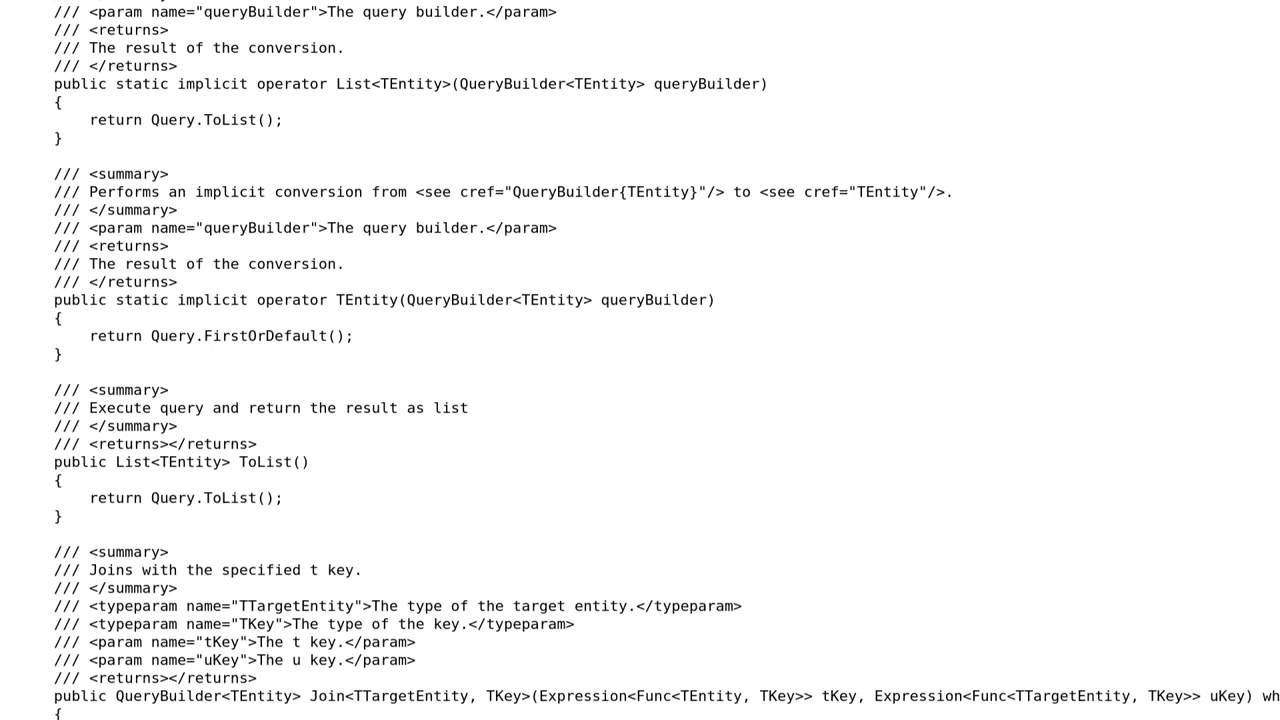 /// <param name="queryBuilder">The query builder.</param>
/// <returns>
/// The result of the conversion.
/// </returns>
public static implicit operator List<TEntity>(QueryBuilder<TEntity> queryBuilder)
{
    return Query.ToList();
}

/// <summary>
/// Performs an implicit conversion from <see cref="QueryBuilder{TEntity}"/> to <see cref="TEntity"/>.
/// </summary>
/// <param name="queryBuilder">The query builder.</param>
/// <returns>
/// The result of the conversion.
/// </returns>
public static implicit operator TEntity(QueryBuilder<TEntity> queryBuilder)
{
    return Query.FirstOrDefault();
}

/// <summary>
/// Execute query and return the result as list
/// </summary>
/// <returns></returns>
public List<TEntity> ToList()
{
    return Query.ToList();
}

/// <summary>
/// Joins with the specified t key.
/// </summary>
/// <typeparam name="TTargetEntity">The type of the target entity.</typeparam>
/// <typeparam name="TKey">The type of the key.</typeparam>
/// <param name="tKey">The t key.</param>
/// <param name="uKey">The u key.</param>
/// <returns></returns>
public QueryBuilder<TEntity> Join<TTargetEntity, TKey>(Expression<Func<TEntity, TKey>> tKey, Expression<Func<TTargetEntity, TKey>> uKey) wh
{